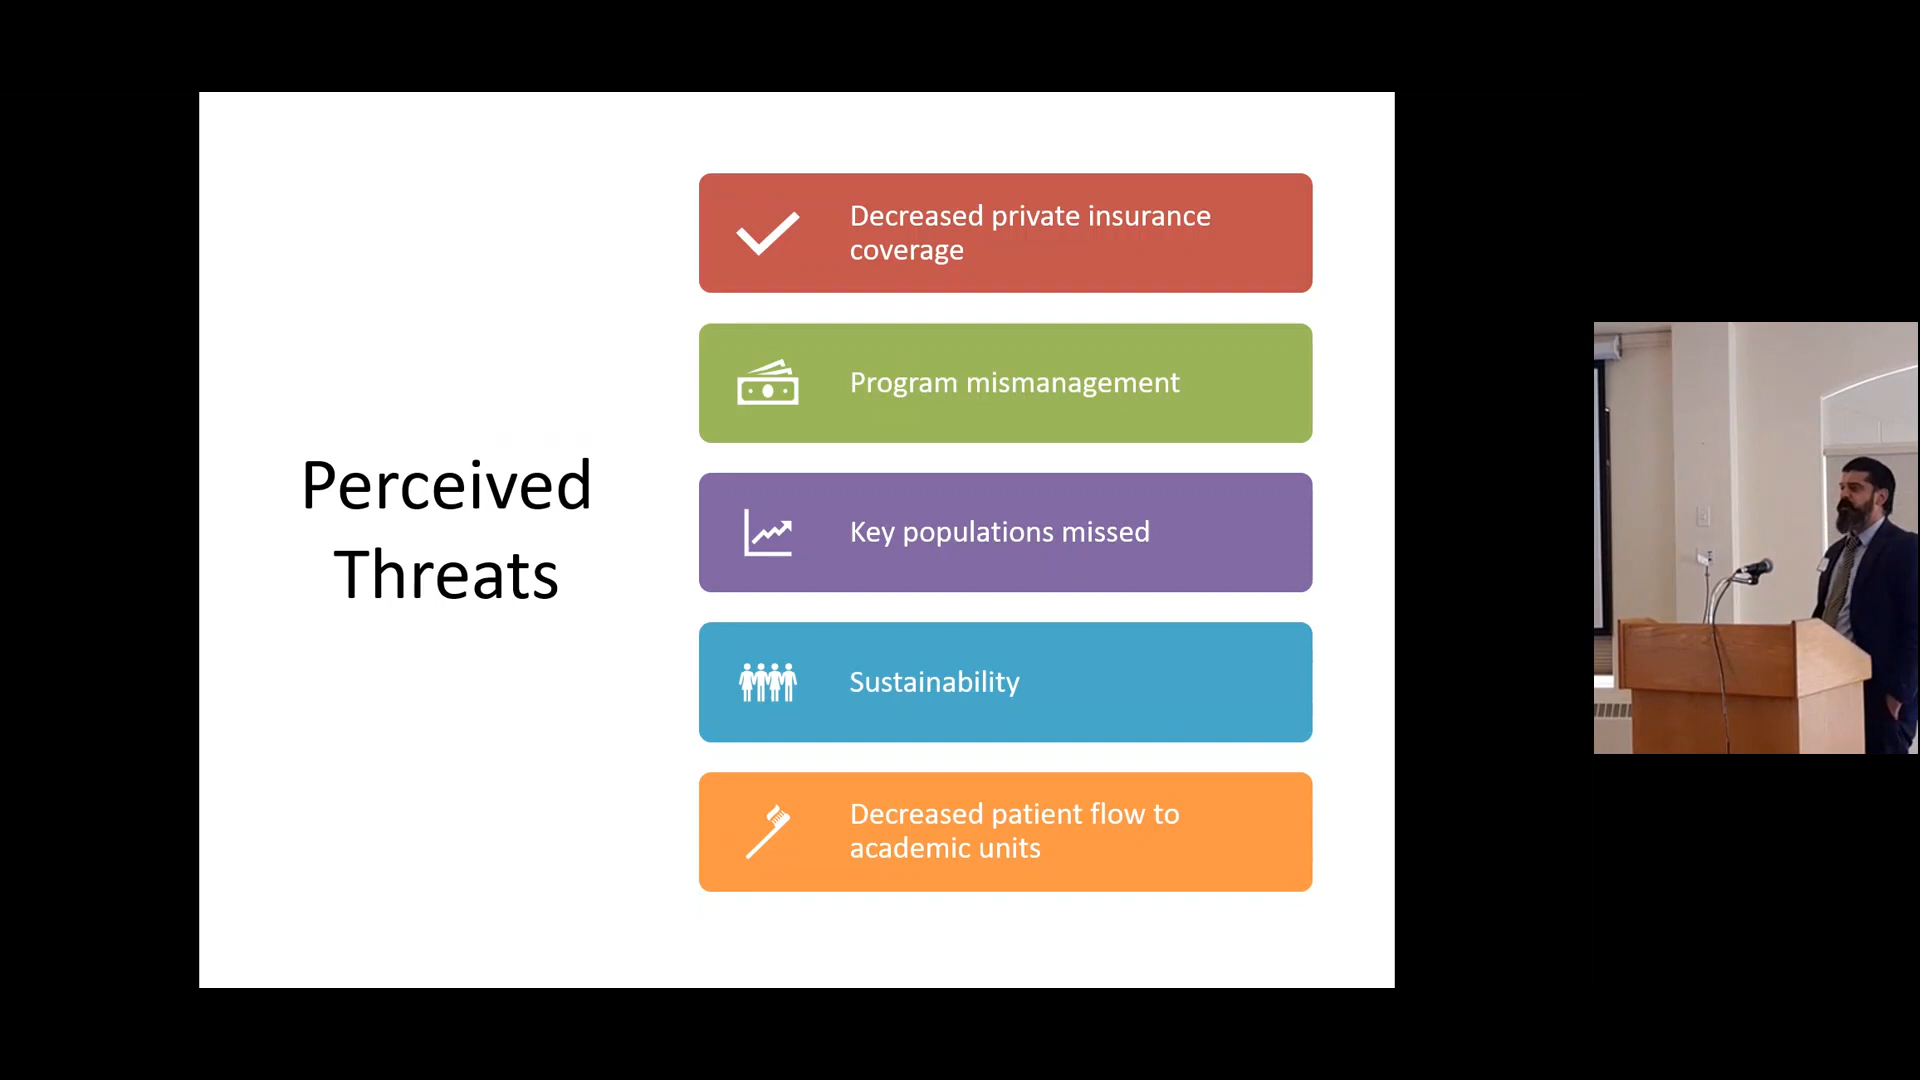 Perceived
Threats
Decreased private insurance
coverage
Program mismanagement
Key populations missed
Sustainability
Decreased patient flow to
academic units